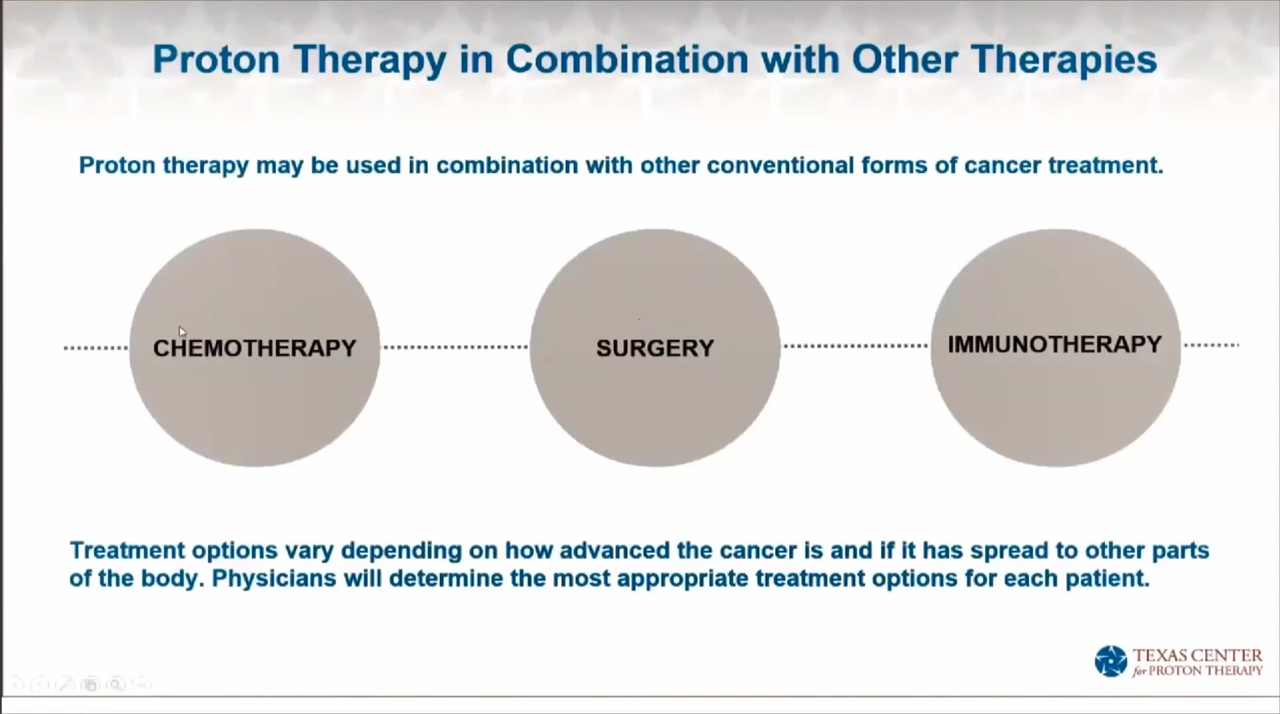 Proton Therapy in Combination with Other Therapies
Proton therapy may be used in combination with other conventional forms of cancer treatment.
CHEMOTHERAPY
SURGERY
IMMUNOTHERAPY
Treatment options vary depending on how advanced the cancer is and if it has spread to other parts
of the body. Physicians will determine the most appropriate treatment options for each patient.
TEXAS CENTER
for PROTON THERAPY